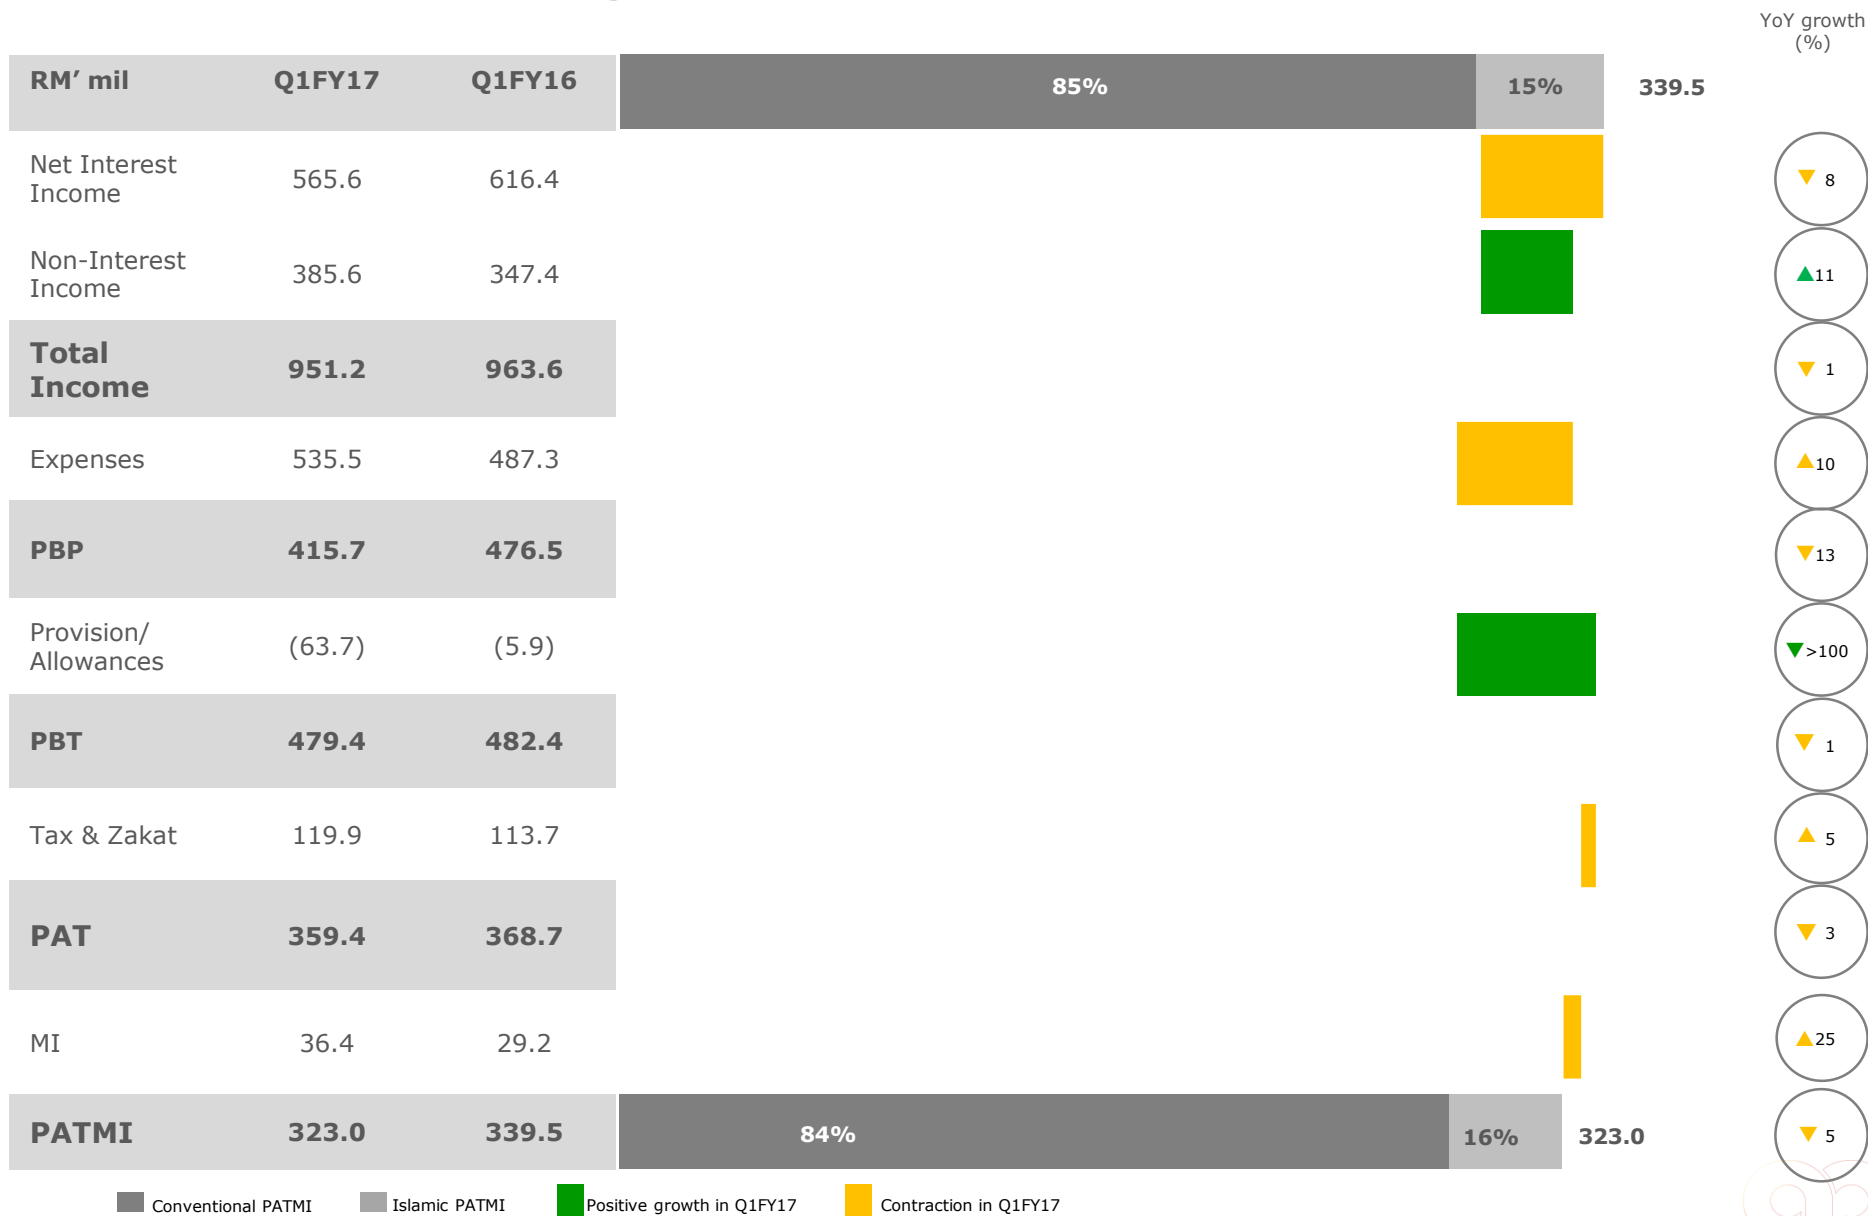 YoY growth
(%)
RM' mil Q1FY17 Q1FY16 85% 15% 339.5
Net Interest
Income 565.6 616.4 ▼ 8
Non-Interest
Income 385.6 347.4 ▲11
Total
Income 951.2 963.6 ▼ 1
Expenses 535.5 487.3 ▲10
PBP 415.7 476.5 ▼13
Provision/
Allowances (63.7) (5.9) ▼>100
PBT 479.4 482.4 ▼ 1
Tax & Zakat 119.9 113.7 ▲ 5
PAT 359.4 368.7 ▼ 3
MI 36.4 29.2 ▲25
PATMI 323.0 339.5 84% 16% 323.0 ▼ 5
Conventional PATMI Islamic PATMI Positive growth in Q1FY17 Contraction in Q1FY17